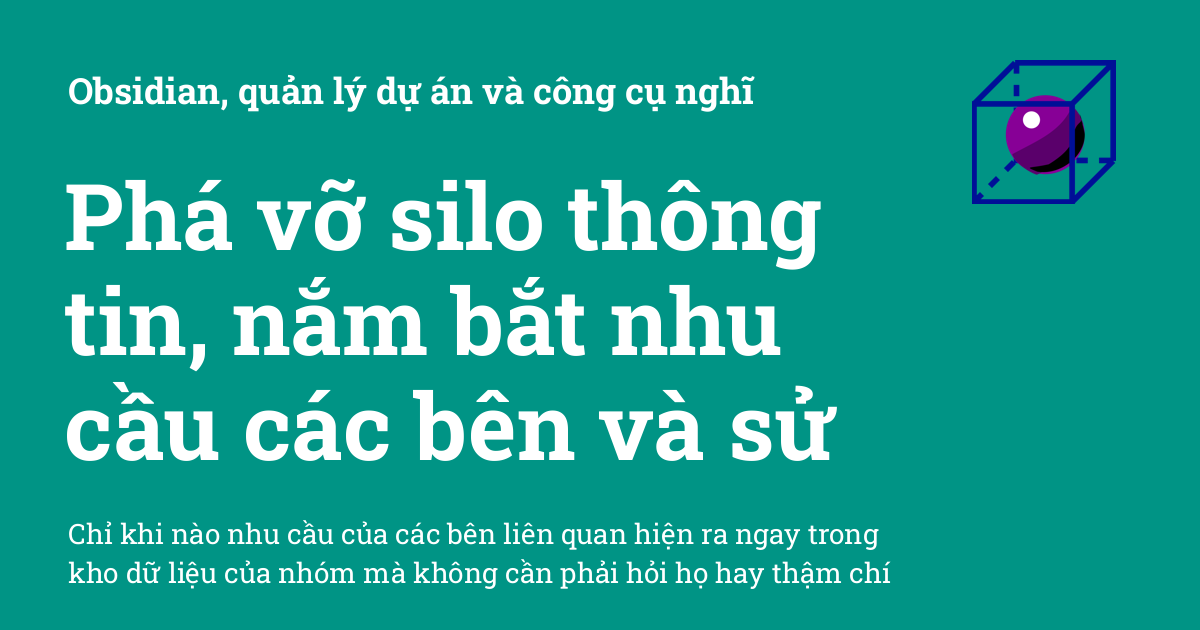 Obsidian, quản lý dự án và công cụ nghĩ
Phá vỡ silo thông
tin, nắm bắt nhu
cầu các bên và sử
Chỉ khi nào nhu cầu của các bên liên quan hiện ra ngay trong
kho dữ liệu của nhóm mà không cần phải hỏi họ hay thậm chí